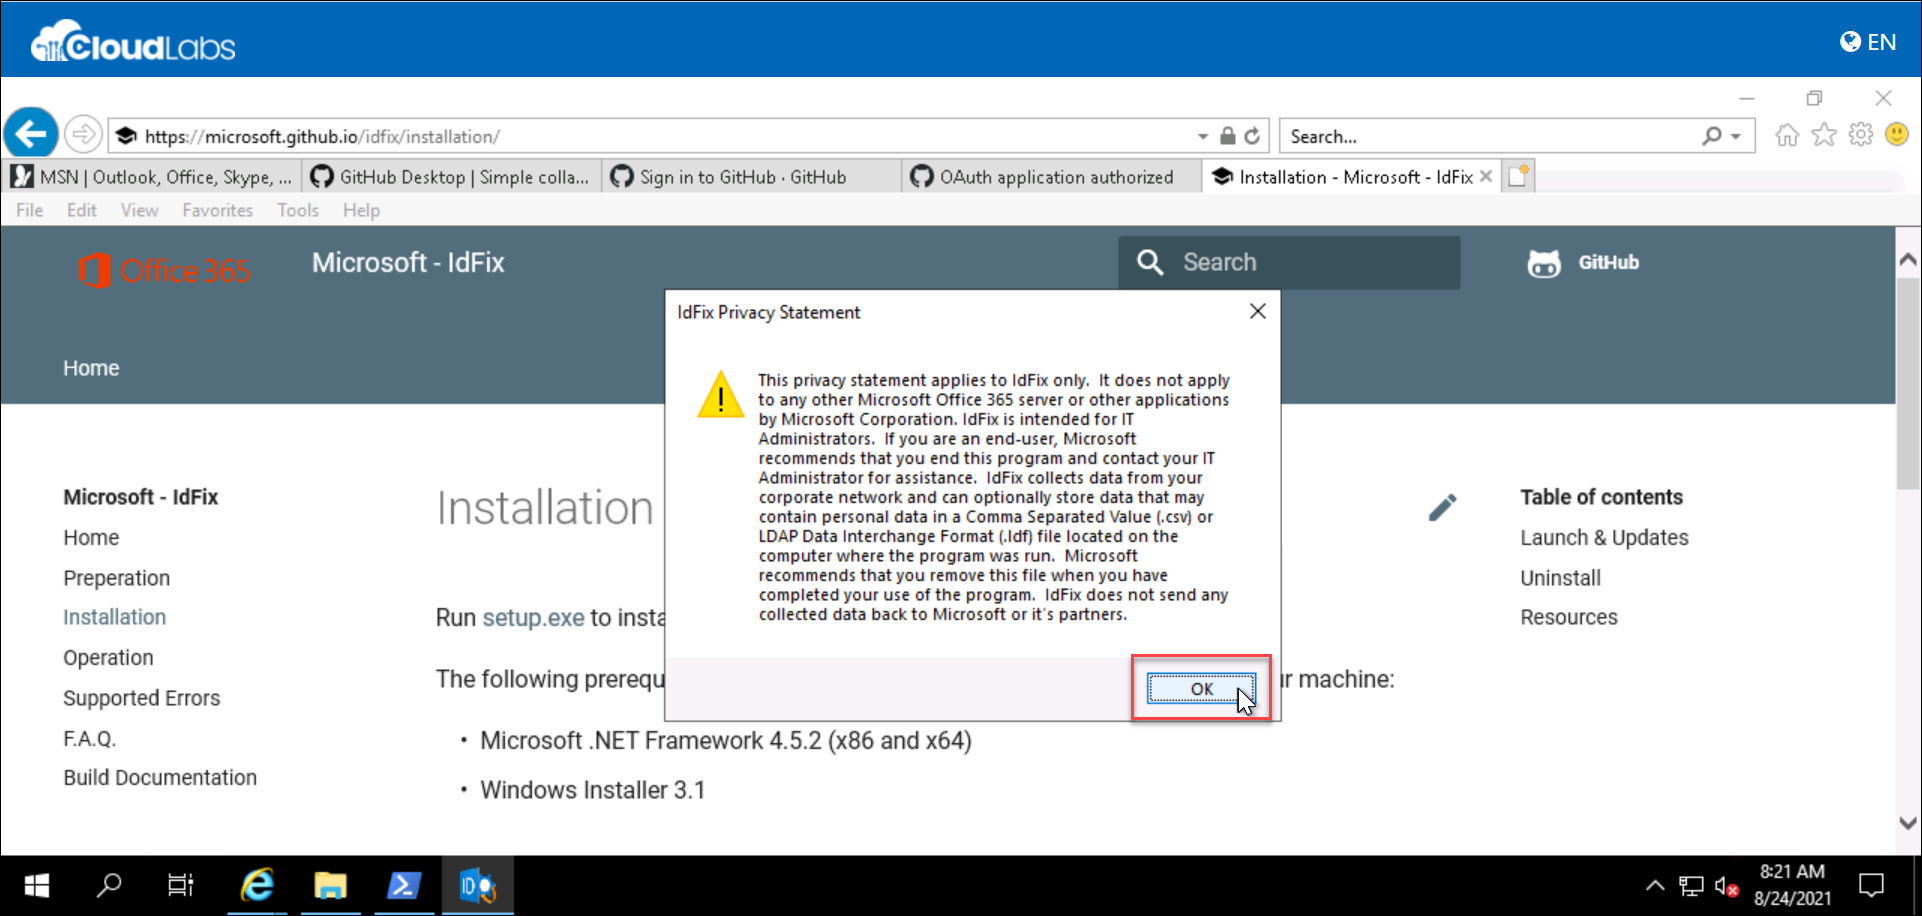 CloudLabs
EN
https://microsoft.github.io/idfix/installation/
Search...
MSN | Outlook, Office, Skype, ...
GitHub Desktop | Simple colla...
Sign in to GitHub · GitHub
OAuth application authorized
Installation - Microsoft - IdFix
File Edit View Favorites Tools Help
Office 365
Microsoft - IdFix
Search
GitHub
Home
IdFix Privacy Statement
This privacy statement applies to IdFix only. It does not apply
to any other Microsoft Office 365 server or other applications
by Microsoft Corporation. IdFix is intended for IT
Administrators. If you are an end-user, Microsoft
recommends that you end this program and contact your IT
Administrator for assistance. IdFix collects data from your
corporate network and can optionally store data that may
contain personal data in a Comma Separated Value (.csv) or
LDAP Data Interchange Format (.ldf) file located on the
computer where the program was run. Microsoft
recommends that you remove this file when you have
completed your use of the program. IdFix does not send any
collected data back to Microsoft or it's partners.
OK
Microsoft - IdFix
Home
Preperation
Installation
Operation
Supported Errors
F.A.Q.
Build Documentation
Installation
Run setup.exe to insta
The following prerequ
r machine:
• Microsoft .NET Framework 4.5.2 (x86 and x64)
• Windows Installer 3.1
Table of contents
Launch & Updates
Uninstall
Resources
ID
8:21 AM
8/24/2021